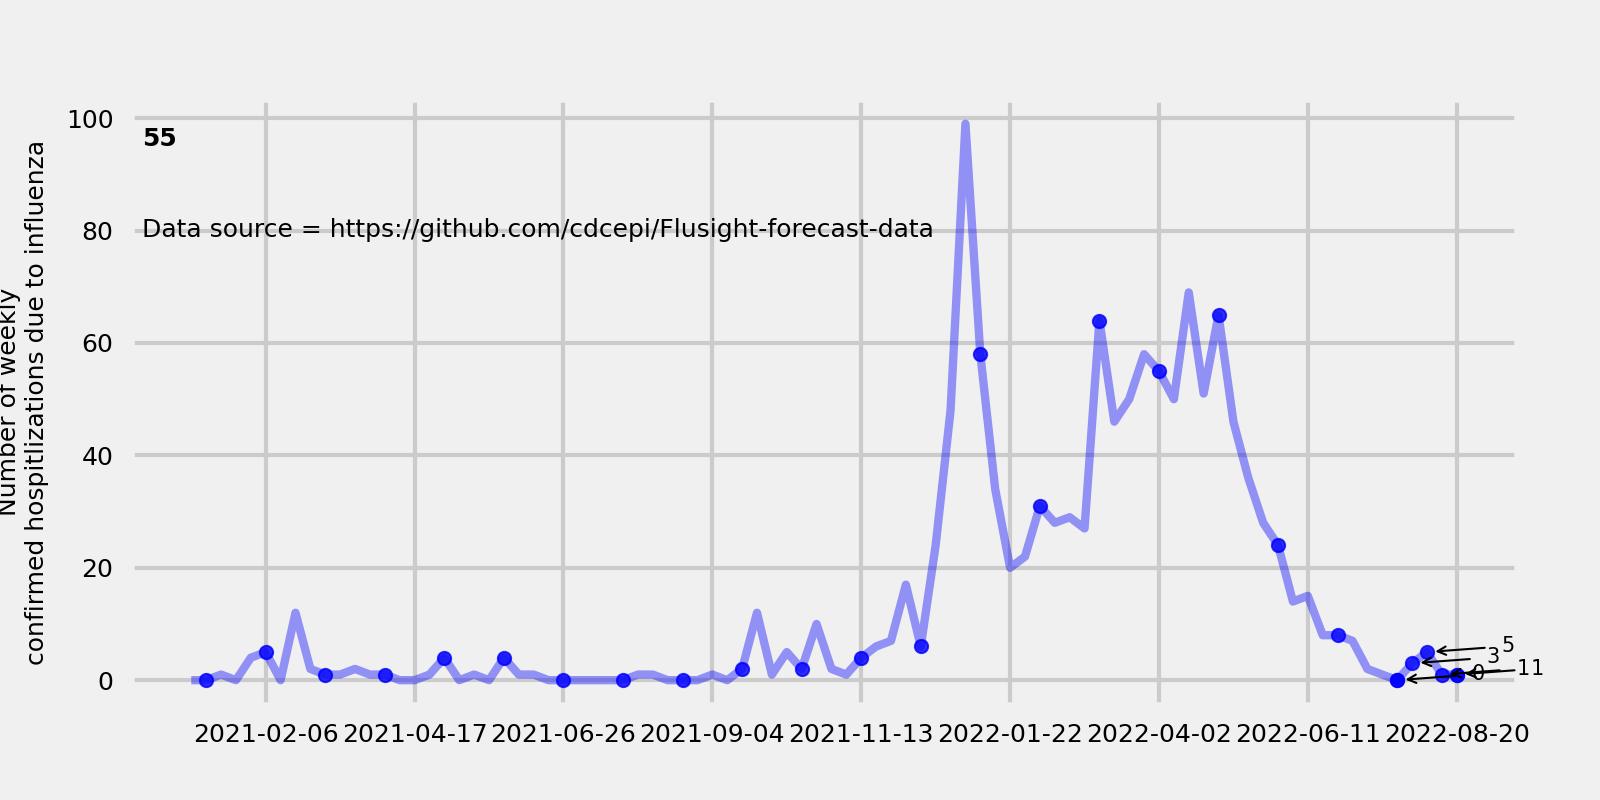 100
55
Data source = https://github.com/cdcepi/Flusight-forecast-data
80
60
40
20
0
Number of weekly
confirmed hospitlizations due to influenza
5
3
0
11
2021-02-06 2021-04-17 2021-06-26 2021-09-04 2021-11-13 2022-01-22 2022-04-02 2022-06-11 2022-08-20